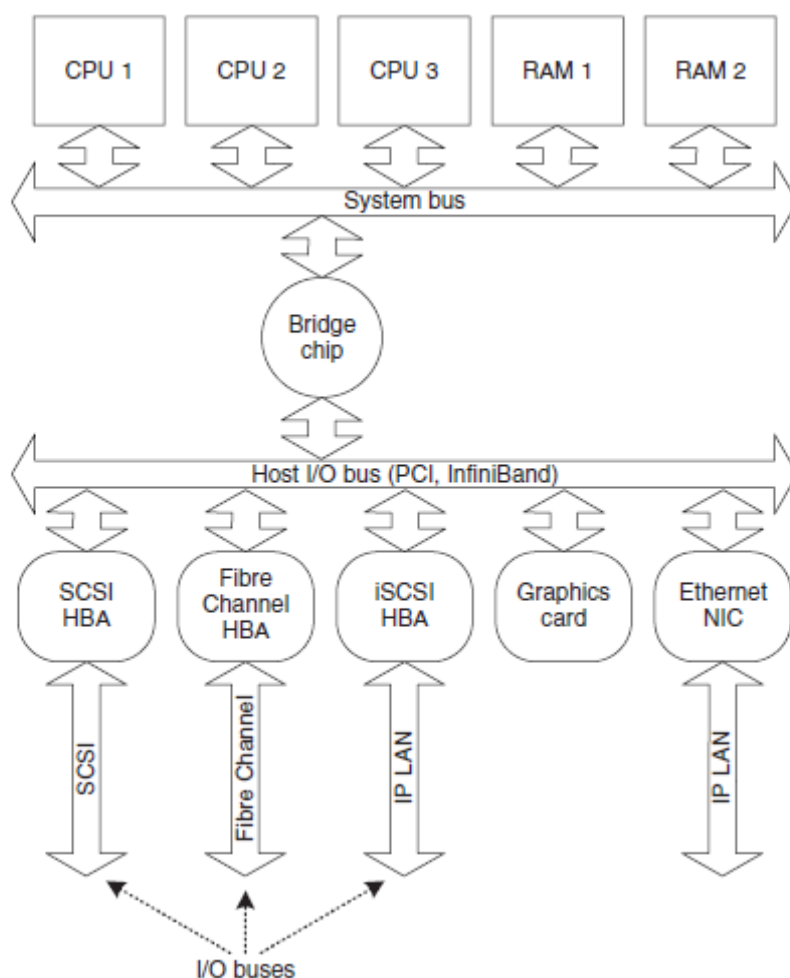 CPU 1
CPU 2
CPU 3
RAM 1
RAM 2
System bus
Bridge
chip
Host I/O bus (PCI, InfiniBand)
SCSI
HBA
Fibre
Channel
HBA
iSCSI
HBA
Graphics
card
Ethernet
NIC
SCSI
Fibre Channel
IP LAN
IP LAN
I/O buses